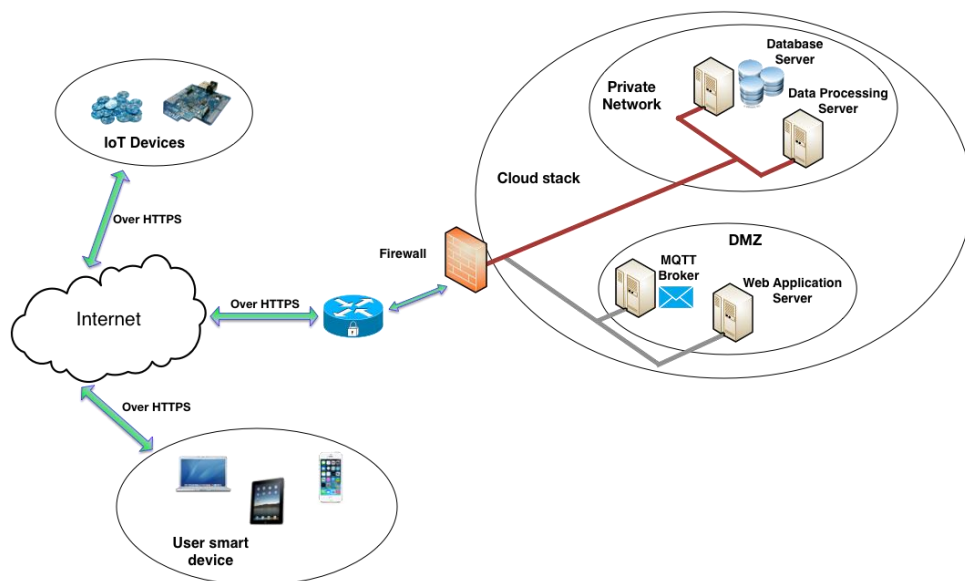 Database
Server
Private
Network
Data Processing
Server
IoT Devices
Cloud stack
Over HTTPS
DMZ
Firewall
MQTT
Broker
Web Application
Server
Over HTTPS
Internet
Over HTTPS
User smart
device